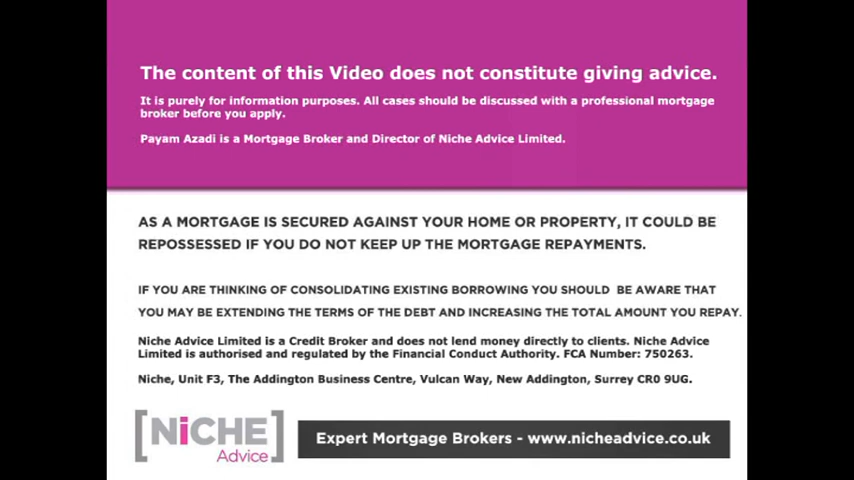 The content of this Video does not constitute giving advice.
It is purely for information purposes. All cases should be discussed with a professional mortgage
broker before you apply.
Payam Azadi is a Mortgage Broker and Director of Niche Advice Limited.
AS A MORTGAGE IS SECURED AGAINST YOUR HOME OR PROPERTY, IT COULD BE
REPOSSESSED IF YOU DO NOT KEEP UP THE MORTGAGE REPAYMENTS.
IF YOU ARE THINKING OF CONSOLIDATING EXISTING BORROWING YOU SHOULD BE AWARE THAT
YOU MAY BE EXTENDING THE TERMS OF THE DEBT AND INCREASING THE TOTAL AMOUNT YOU REPAY.
Niche Advice Limited is a Credit Broker and does not lend money directly to clients. Niche Advice
Limited is authorised and regulated by the Financial Conduct Authority. FCA Number: 750263.
Niche, Unit F3, The Addington Business Centre, Vulcan Way, New Addington, Surrey CR0 9UG.
[NiCHE]
Advice
Expert Mortgage Brokers - www.nicheadvice.co.uk